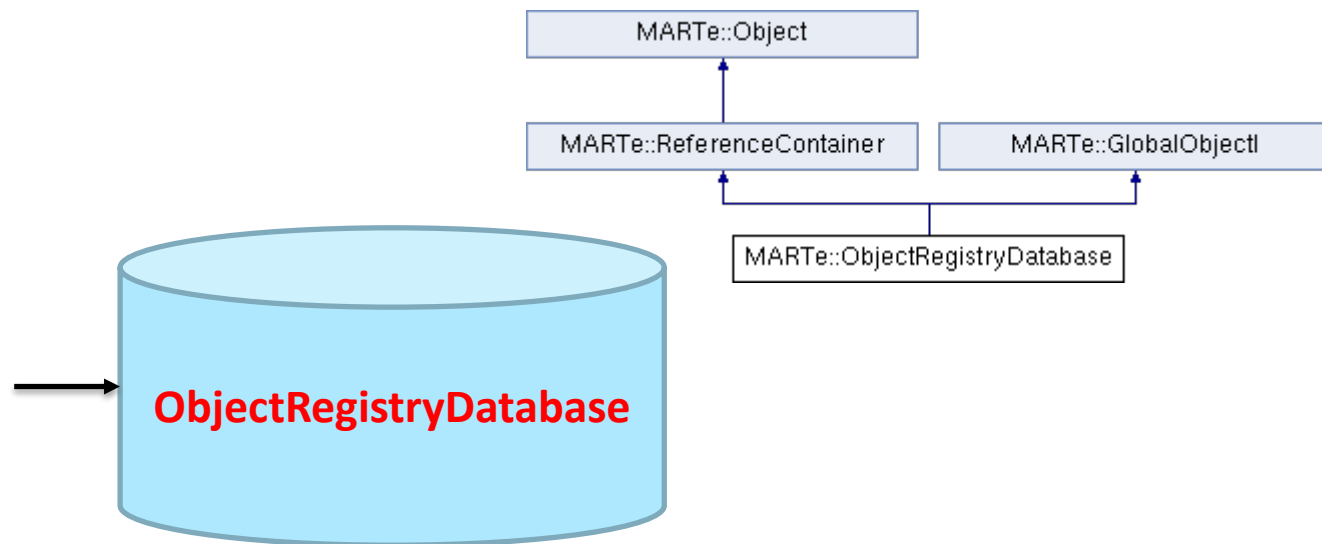 MARTe::Object
MARTe::ReferenceContainer
MARTe::GlobalObjectI
MARTe::ObjectRegistryDatabase
ObjectRegistryDatabase